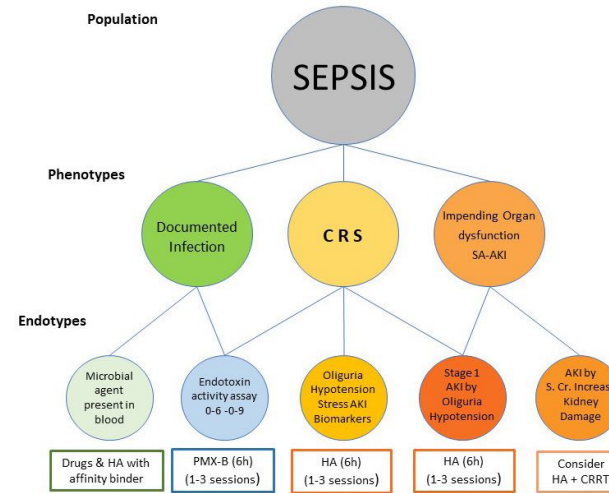 Population
SEPSIS
Phenotypes
Documented
Infection
C R S
Impending Organ
dysfunction
SA-AKI
Endotypes
Microbial
agent
present in
blood
Endotoxin
activity assay
0-6 -0-9
Oliguria
Hypotension
Stress AKI
Biomarkers
Stage 1
AKI by
Oliguria
Hypotension
AKI by
S. Cr. Increas
Kidney
Damage
Drugs & HA with
affinity binder
PMX-B (6h)
(1-3 sessions)
HA (6h)
(1-3 sessions)
HA (6h)
(1-3 sessions)
Consider
HA + CRRT